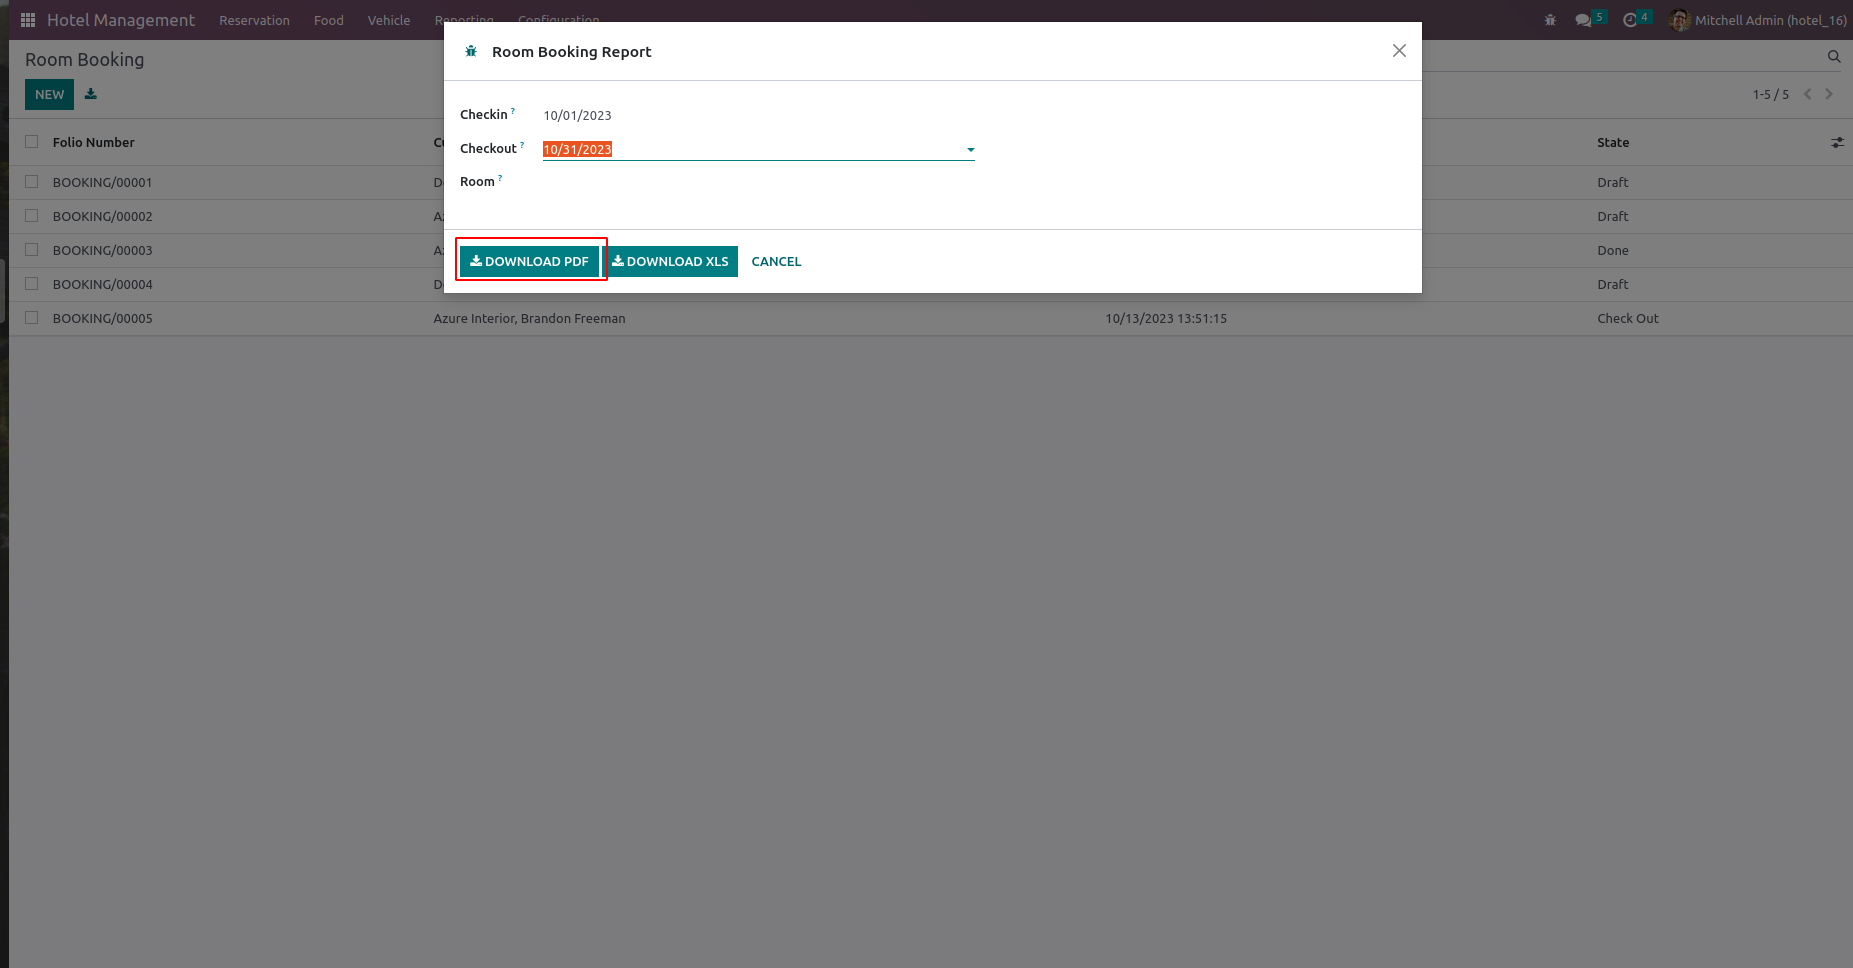 Hotel Management Reservation Food Vehicle Reporting Configuration 5 4 Mitchell Admin (hotel_16)
Room Booking
NEW
1-5 / 5
Room Booking Report
Checkin ? 10/01/2023
Checkout ? 10/31/2023
Room ?
DOWNLOAD PDF DOWNLOAD XLS CANCEL
Folio Number State
BOOKING/00001 Draft
BOOKING/00002 Draft
BOOKING/00003 Done
BOOKING/00004 Draft
BOOKING/00005 Azure Interior, Brandon Freeman 10/13/2023 13:51:15 Check Out